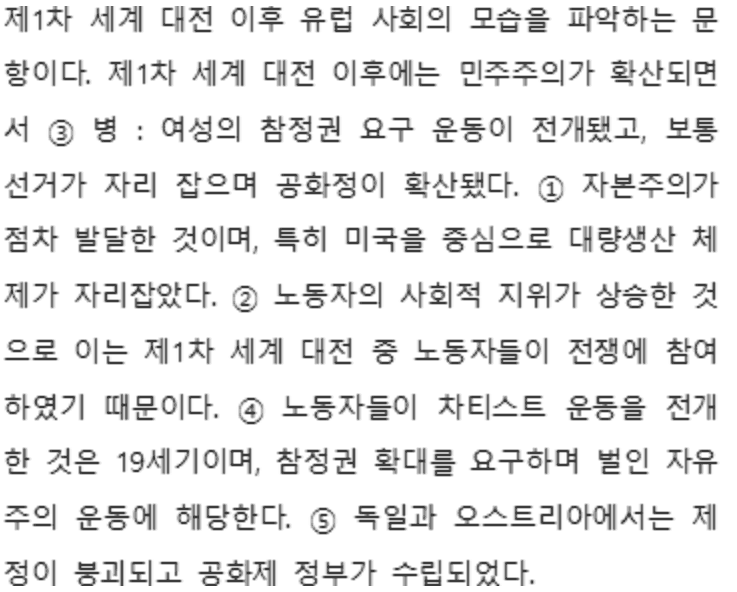 제1차 세계 대전 이후 유럽 사회의 모습을 파악하는 문
항이다. 제1차 세계 대전 이후에는 민주주의가 확산되면
서 ③ 병 : 여성의 참정권 요구 운동이 전개됐고, 보통
선거가 자리 잡으며 공화정이 확산됐다. ① 자본주의가
점차 발달한 것이며, 특히 미국을 중심으로 대량생산 체
제가 자리잡았다. ② 노동자의 사회적 지위가 상승한 것
으로 이는 제1차 세계 대전 중 노동자들이 전쟁에 참여
하였기 때문이다. ④ 노동자들이 차티스트 운동을 전개
한 것은 19세기이며, 참정권 확대를 요구하며 벌인 자유
주의 운동에 해당한다. ⑤ 독일과 오스트리아에서는 제
정이 붕괴되고 공화제 정부가 수립되었다.